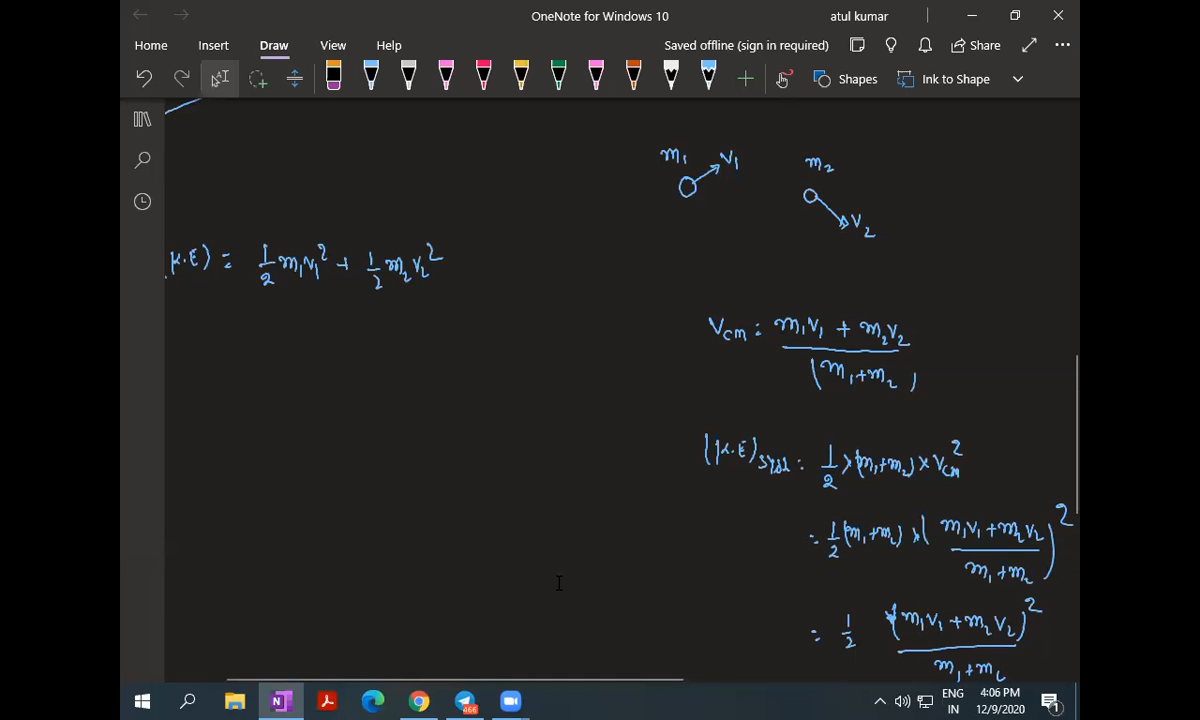 OneNote for Windows 10
atul kumar
Home Insert Draw View Help
Saved offline (sign in required)
Share
Shapes
Ink to Shape
m₁ v₁
m₂
v₂
K.E) = 1/2 m₁v₁² + 1/2 m₂v₂²
Vcm = m₁v₁ + m₂v₂ / (m₁+m₂)
(K.E)syst = 1/2 × (m₁+m₂) × Vcm²
= 1/2 (m₁+m₂) × (m₁v₁+m₂v₂ / m₁+m₂)²
= 1/2 (m₁v₁+m₂v₂)² / m₁+m₂
466
ENG
IN
4:06 PM
12/9/2020
1